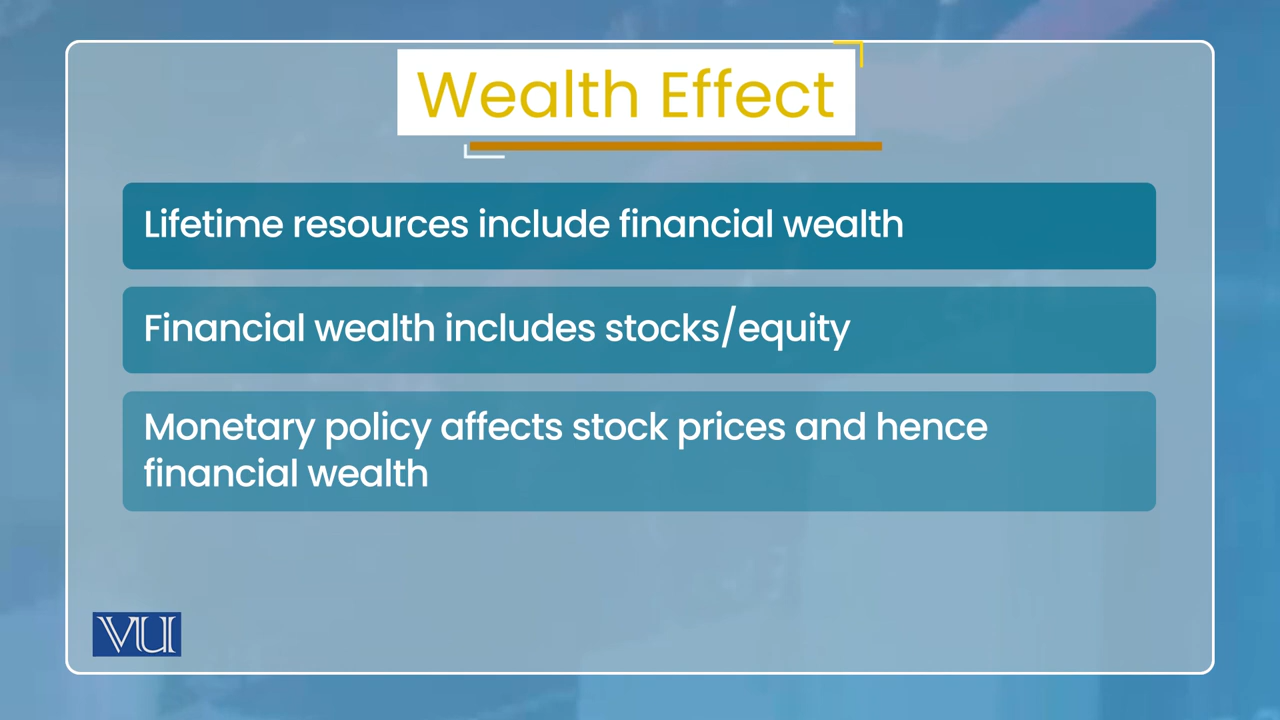 Wealth Effect
Lifetime resources include financial wealth
Financial wealth includes stocks/equity
Monetary policy affects stock prices and hence
financial wealth
VU